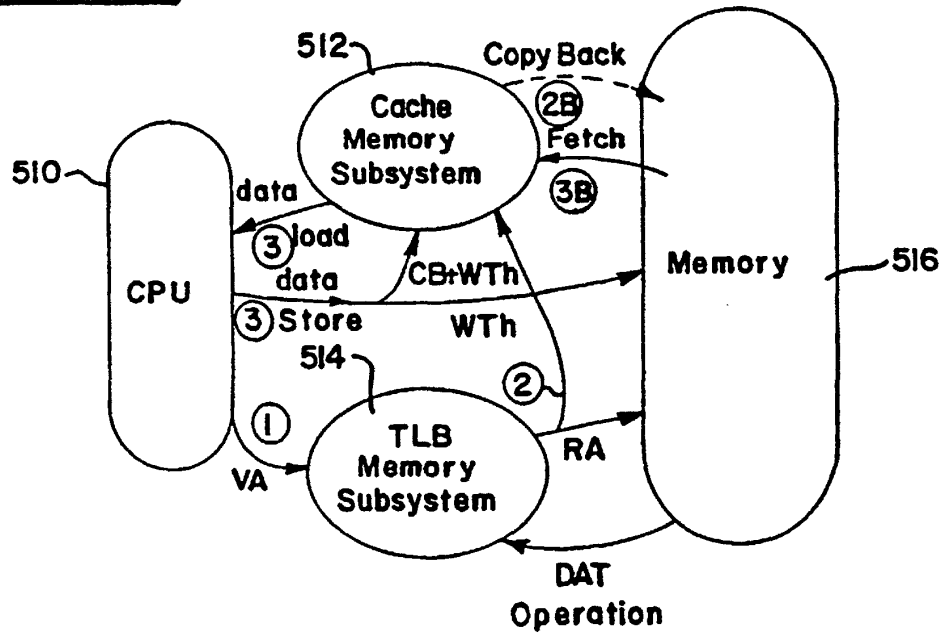 512
Copy Back
2B
Cache
Memory
Subsystem
Fetch
3B
510
data
3 load
CPU
data
CB+WTh
Memory
516
3 Store
WTh
514
2
1
TLB
Memory
Subsystem
RA
VA
DAT
Operation